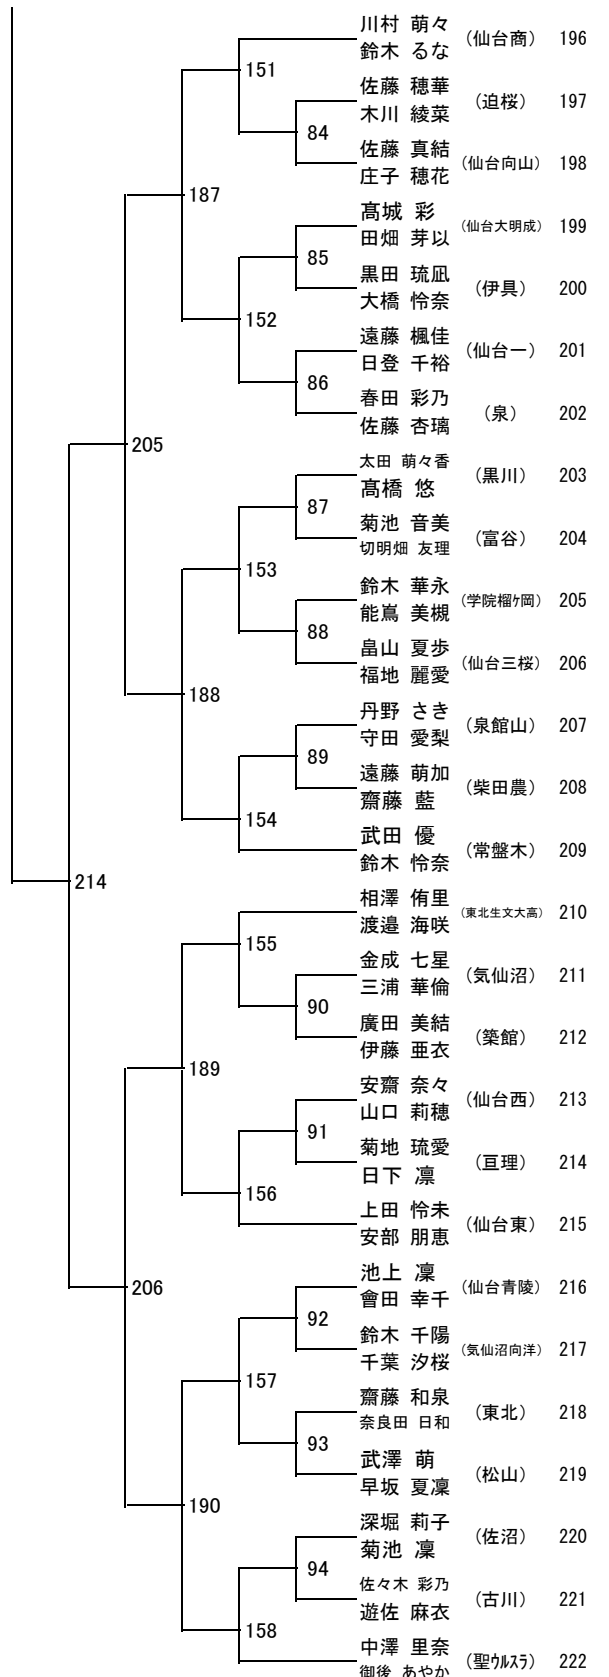 川村 萌々
鈴木 るな
(仙台商) 196
151
佐藤 穂華
木川 綾菜
(迫桜) 197
84
佐藤 真結
庄子 穂花
(仙台向山) 198
187
髙城 彩
田畑 芽以
(仙台大明成) 199
85
黒田 琉凪
大橋 怜奈
(伊具) 200
152
遠藤 楓佳
日登 千裕
(仙台一) 201
86
春田 彩乃
佐藤 杏璃
(泉) 202
205
太田 萌々香
髙橋 悠
(黒川) 203
87
菊池 音美
切明畑 友理
(富谷) 204
153
鈴木 華永
能嶌 美槻
(学院榴ケ岡) 205
88
畠山 夏歩
福地 麗愛
(仙台三桜) 206
188
丹野 さき
守田 愛梨
(泉館山) 207
89
遠藤 萌加
齋藤 藍
(柴田農) 208
154
武田 優
鈴木 怜奈
(常盤木) 209
214
相澤 侑里
渡邉 海咲
(東北生文大高) 210
155
金成 七星
三浦 華倫
(気仙沼) 211
90
廣田 美結
伊藤 亜衣
(築館) 212
189
安齋 奈々
山口 莉穂
(仙台西) 213
91
菊地 琉愛
日下 凛
(亘理) 214
156
上田 怜未
安部 朋恵
(仙台東) 215
206
池上 凜
會田 幸千
(仙台青陵) 216
92
鈴木 千陽
千葉 汐桜
(気仙沼向洋) 217
157
齋藤 和泉
奈良田 日和
(東北) 218
93
武澤 萌
早坂 夏凜
(松山) 219
190
深堀 莉子
菊池 凜
(佐沼) 220
94
佐々木 彩乃
遊佐 麻衣
(古川) 221
158
中澤 里奈
御後 あやか
(聖ウルスラ) 222